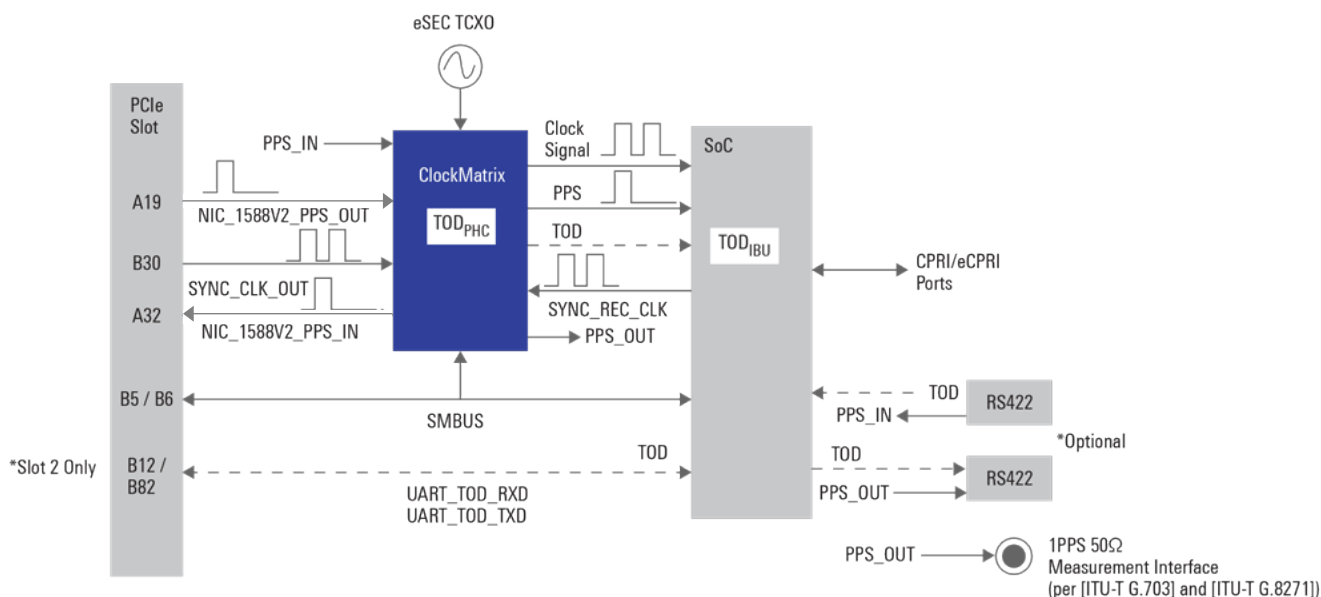 eSEC TCXO
PCIe
Slot
PPS_IN
Clock
Signal
SoC
ClockMatrix
A19
NIC_1588V2_PPS_OUT
PPS
TODPHC
TOD
TODIBU
B30
SYNC_CLK_OUT
SYNC_REC_CLK
CPRI/eCPRI
Ports
A32
NIC_1588V2_PPS_IN
PPS_OUT
B5 / B6
SMBUS
TOD
RS422
PPS_IN
*Optional
*Slot 2 Only
B12 /
B82
TOD
UART_TOD_RXD
UART_TOD_TXD
TOD
RS422
PPS_OUT
PPS_OUT
1PPS 50Ω
Measurement Interface
(per [ITU-T G.703] and [ITU-T G.8271])